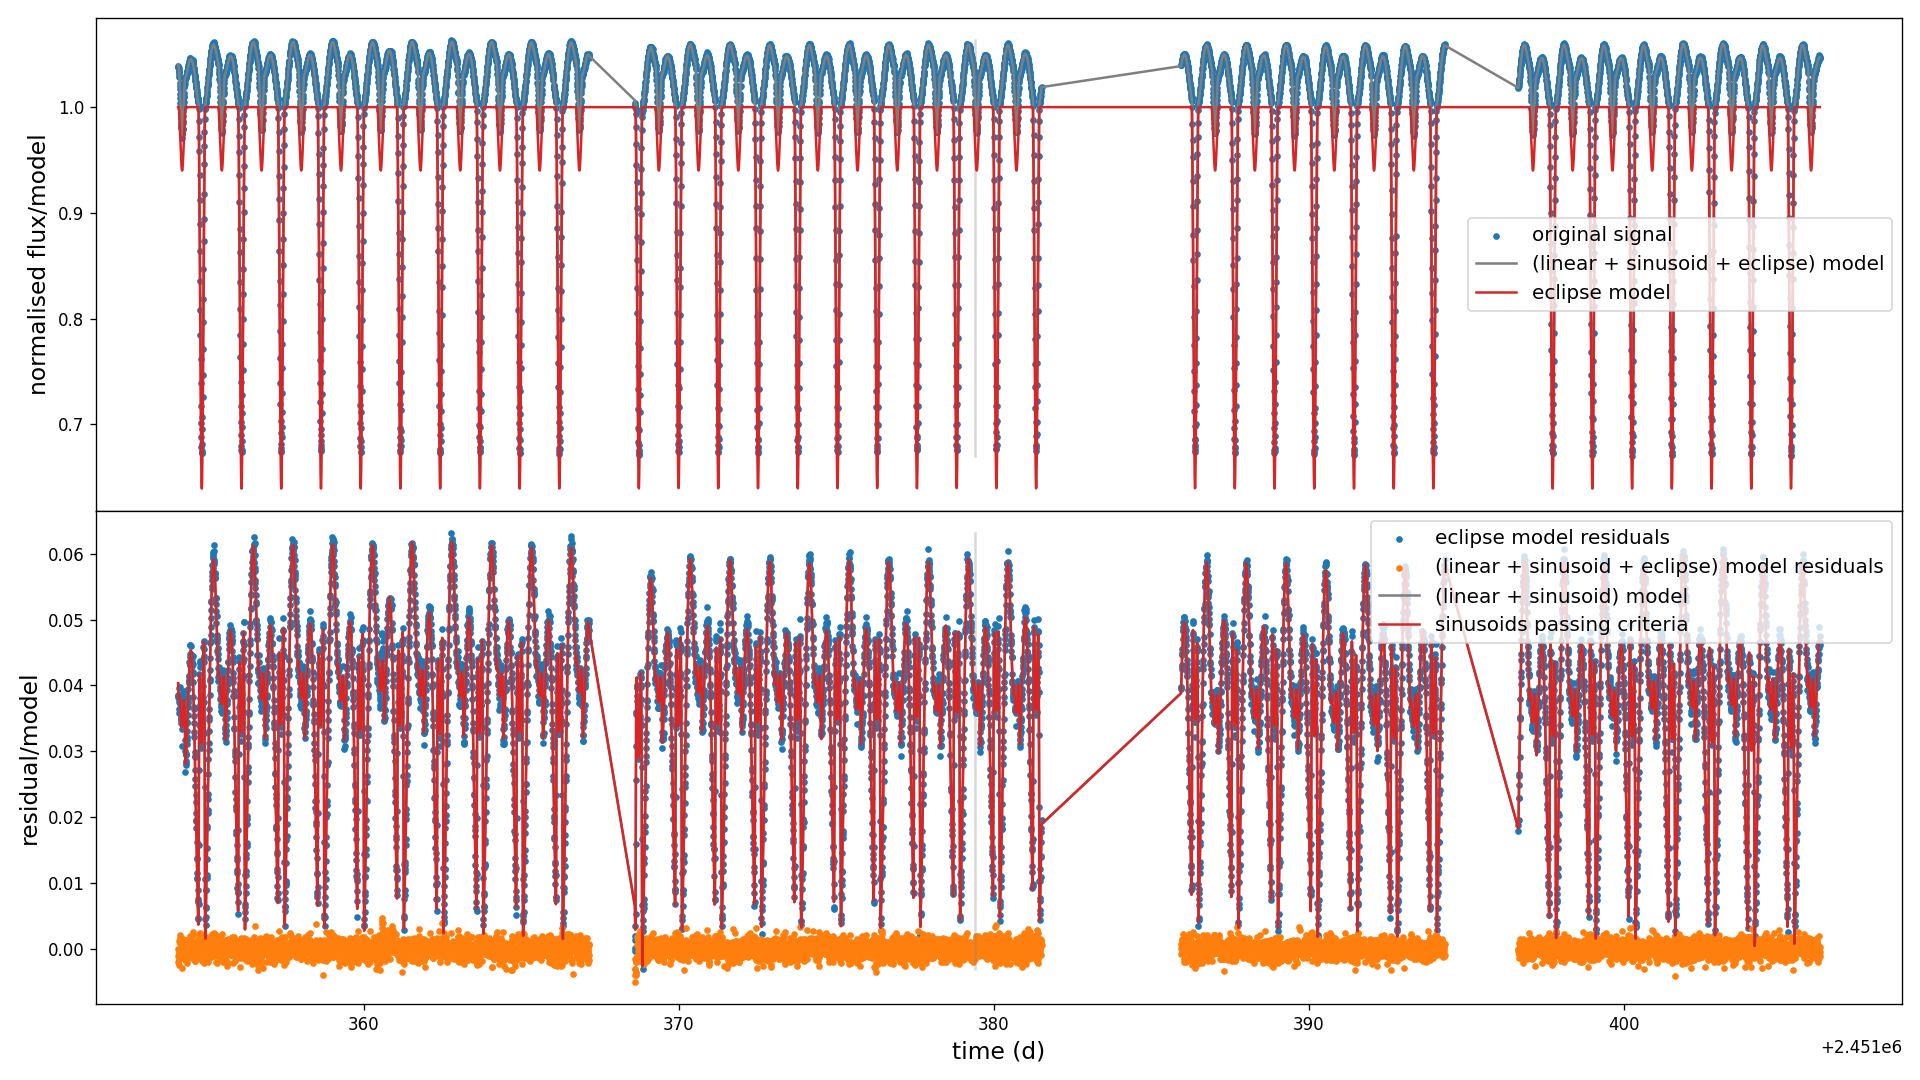 normalised flux/model
1.0
0.9
0.8
0.7
original signal
(linear + sinusoid + eclipse) model
eclipse model
residual/model
0.06
0.05
0.04
0.03
0.02
0.01
0.00
eclipse model residuals
(linear + sinusoid + eclipse) model residuals
(linear + sinusoid) model
sinusoids passing criteria
360 370 380 390 400
time (d)
+2.451e6